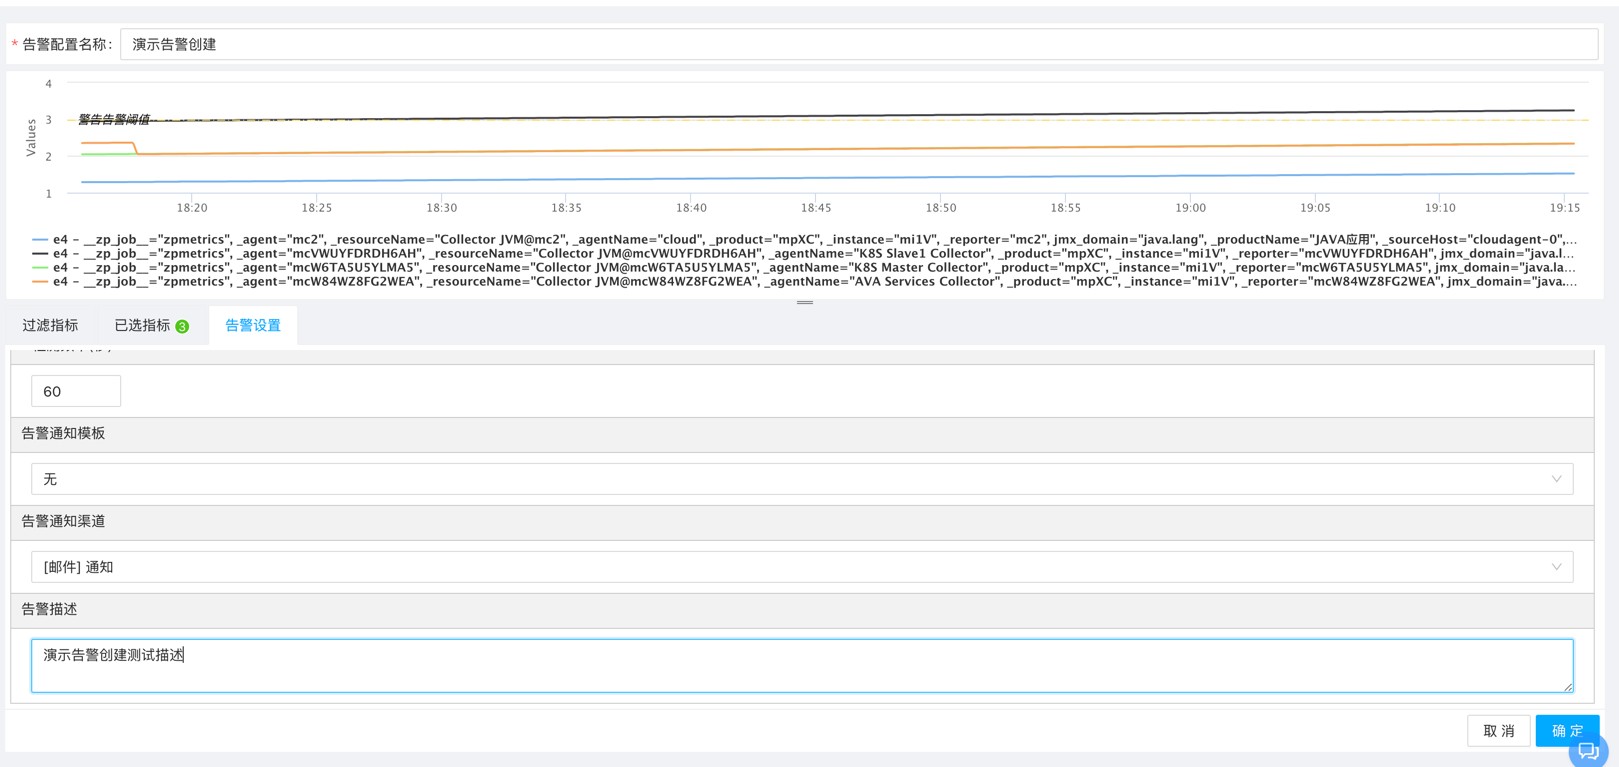 * 告警配置名称: 演示告警创建
4
3
2
1
Values
警告告警阈值
18:20 18:25 18:30 18:35 18:40 18:45 18:50 18:55 19:00 19:05 19:10 19:15
e4 - __zp_job__="zpmetrics", _agent="mc2", _resourceName="Collector JVM@mc2", _agentName="cloud", _product="mpXC", _instance="mi1V", _reporter="mc2", jmx_domain="java.lang", _productName="JAVA应用", _sourceHost="cloudagent-0",...
e4 - __zp_job__="zpmetrics", _agent="mcVWUYFDRDH6AH", _resourceName="Collector JVM@mcVWUYFDRDH6AH", _agentName="K8S Slave1 Collector", _product="mpXC", _instance="mi1V", _reporter="mcVWUYFDRDH6AH", jmx_domain="java.l...
e4 - __zp_job__="zpmetrics", _agent="mcW6TA5U5YLMA5", _resourceName="Collector JVM@mcW6TA5U5YLMA5", _agentName="K8S Master Collector", _product="mpXC", _instance="mi1V", _reporter="mcW6TA5U5YLMA5", jmx_domain="java.la...
e4 - __zp_job__="zpmetrics", _agent="mcW84WZ8FG2WEA", _resourceName="Collector JVM@mcW84WZ8FG2WEA", _agentName="AVA Services Collector", _product="mpXC", _instance="mi1V", _reporter="mcW84WZ8FG2WEA", jmx_domain="java....
过滤指标 已选指标 3 告警设置
60
告警通知模板
无
告警通知渠道
[邮件] 通知
告警描述
演示告警创建测试描述
取 消 确 定